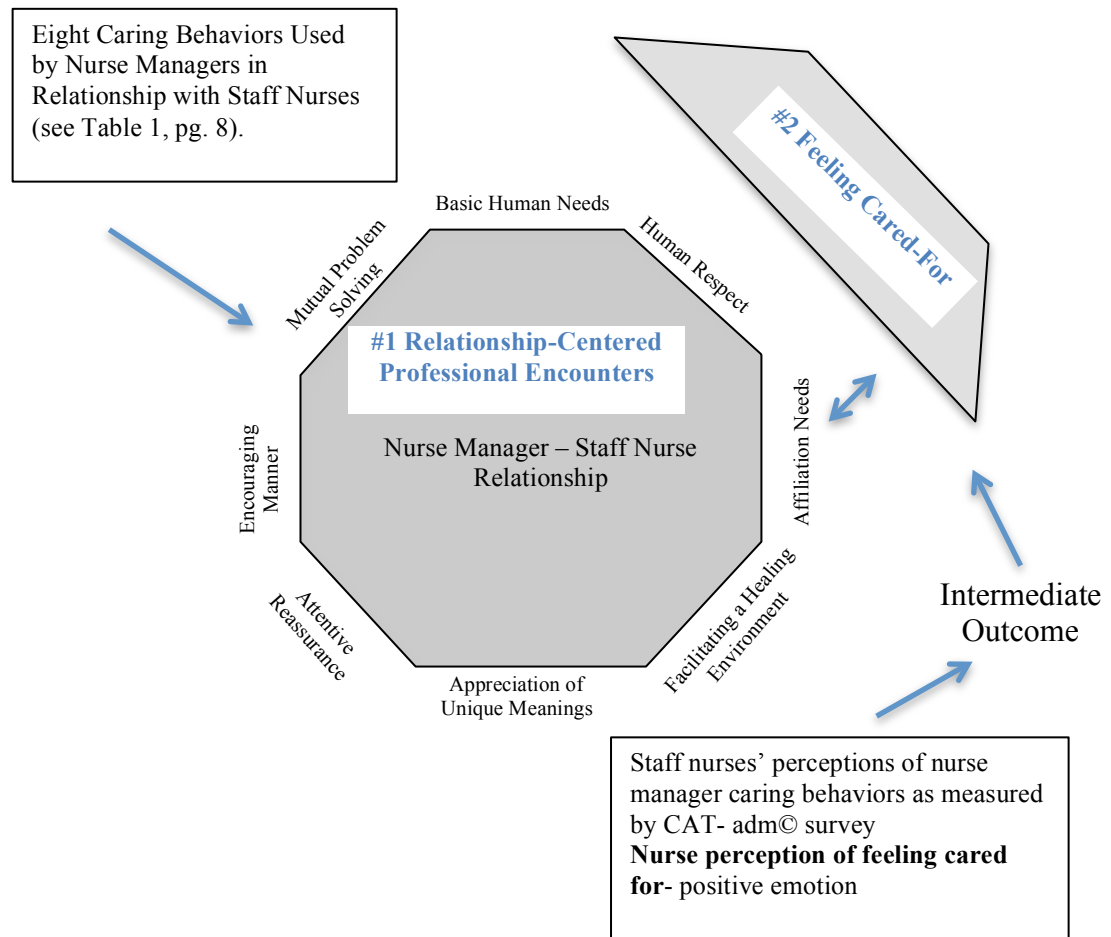 Eight Caring Behaviors Used
by Nurse Managers in
Relationship with Staff Nurses
(see Table 1, pg. 8).
#2 Feeling Cared-For
Basic Human Needs
Human Respect
Mutual Problem
Solving
#1 Relationship-Centered
Professional Encounters
Nurse Manager – Staff Nurse
Relationship
Encouraging
Manner
Affiliation Needs
Attentive
Reassurance
Appreciation of
Unique Meanings
Facilitating a Healing
Environment
Intermediate
Outcome
Staff nurses’ perceptions of nurse
manager caring behaviors as measured
by CAT- adm© survey
Nurse perception of feeling cared
for- positive emotion